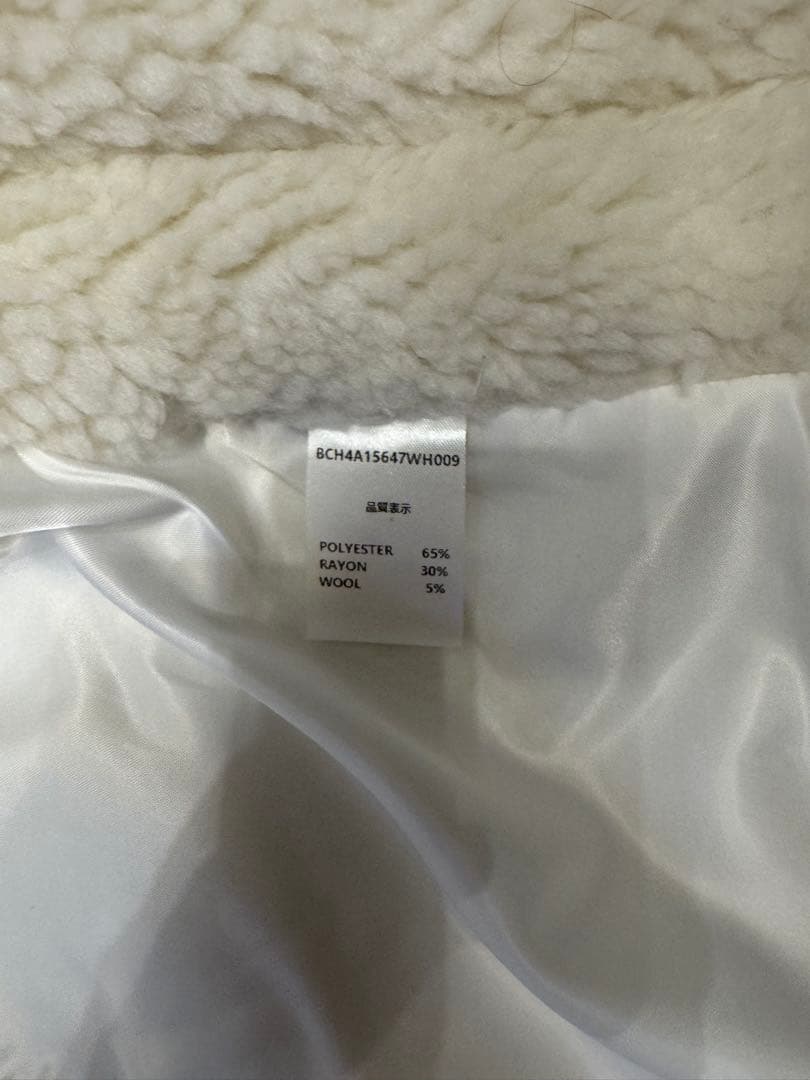 BCH4A15647WH009
品質表示
POLYESTER 65%
RAYON 30%
WOOL 5%